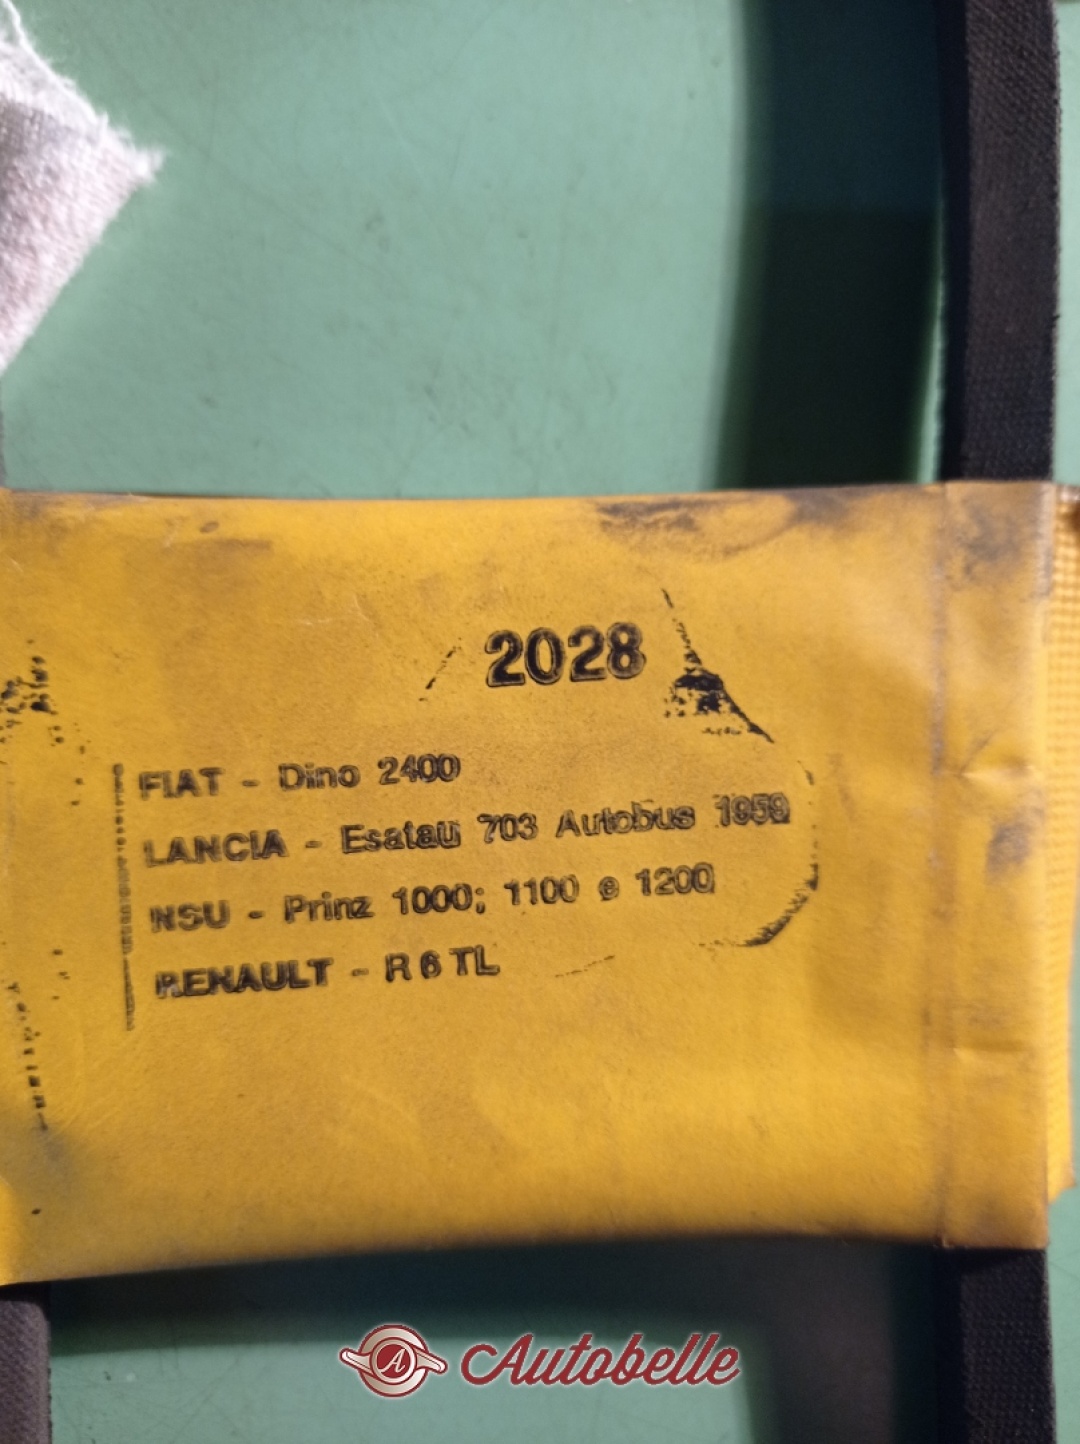 2028
FIAT - Dino 2400
LANCIA - Esatau 703 Autobus 1959
NSU - Prinz 1000; 1100 e 1200
RENAULT - R 6 TL
A Autobelle